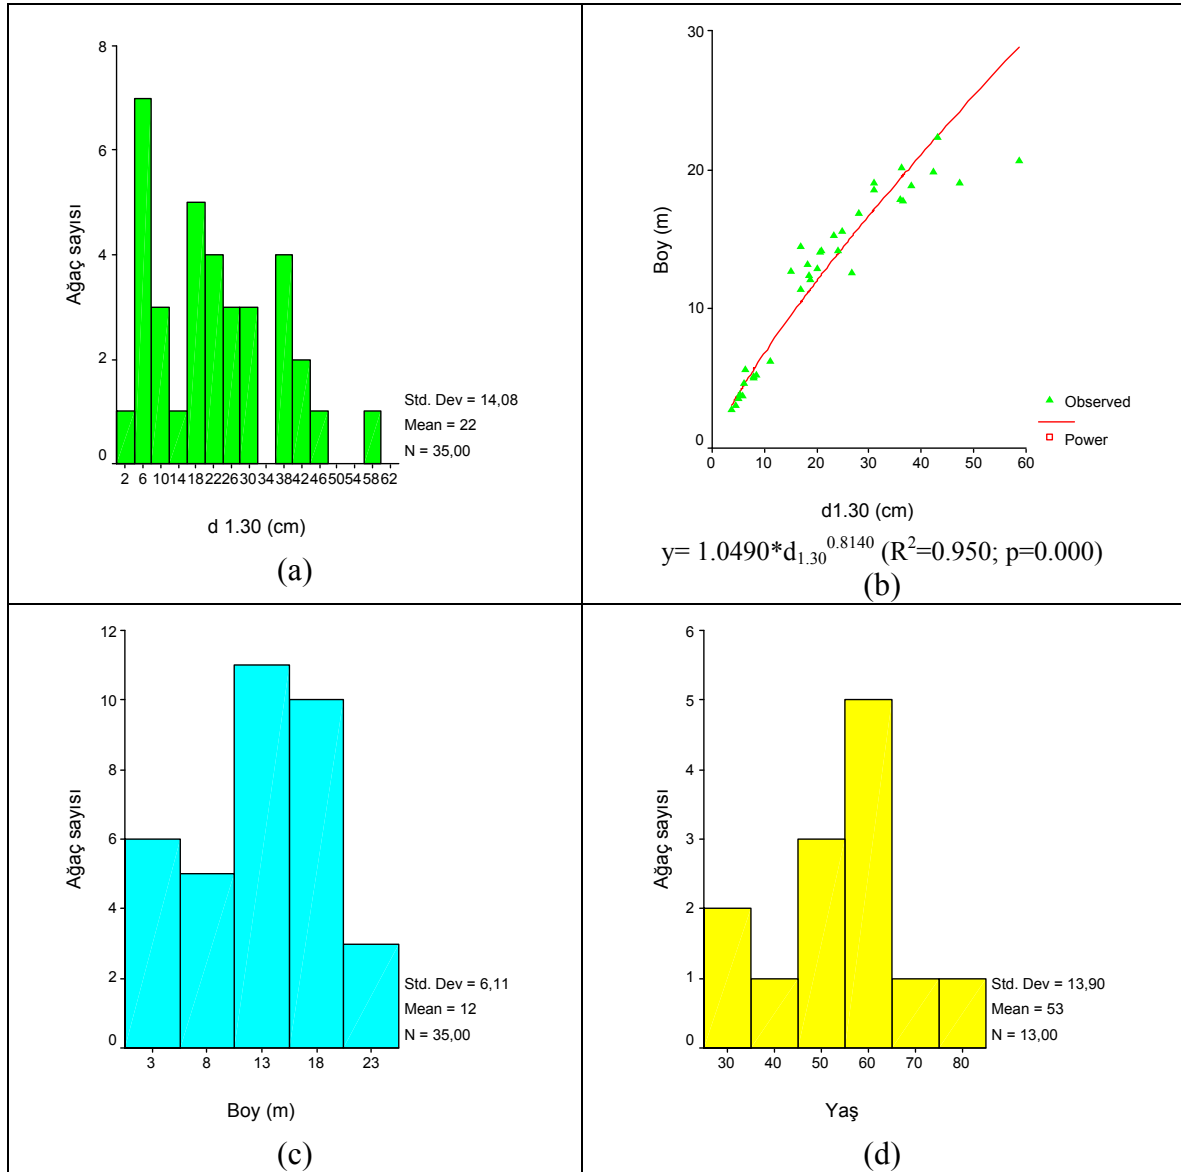 8
6
4
2
0
Ağaç sayısı
2 6 10 14 18 22 26 30 34 38 42 46 50 54 58 62
d 1.30 (cm)
Std. Dev = 14,08
Mean = 22
N = 35,00
(a)
30
20
10
0
Boy (m)
0 10 20 30 40 50 60
d1.30 (cm)
Observed
Power
y= 1.0490*d1.30^0.8140 (R²=0.950; p=0.000)
(b)
12
10
8
6
4
2
0
Ağaç sayısı
3 8 13 18 23
Boy (m)
Std. Dev = 6,11
Mean = 12
N = 35,00
(c)
6
5
4
3
2
1
0
Ağaç sayısı
30 40 50 60 70 80
Yaş
Std. Dev = 13,90
Mean = 53
N = 13,00
(d)